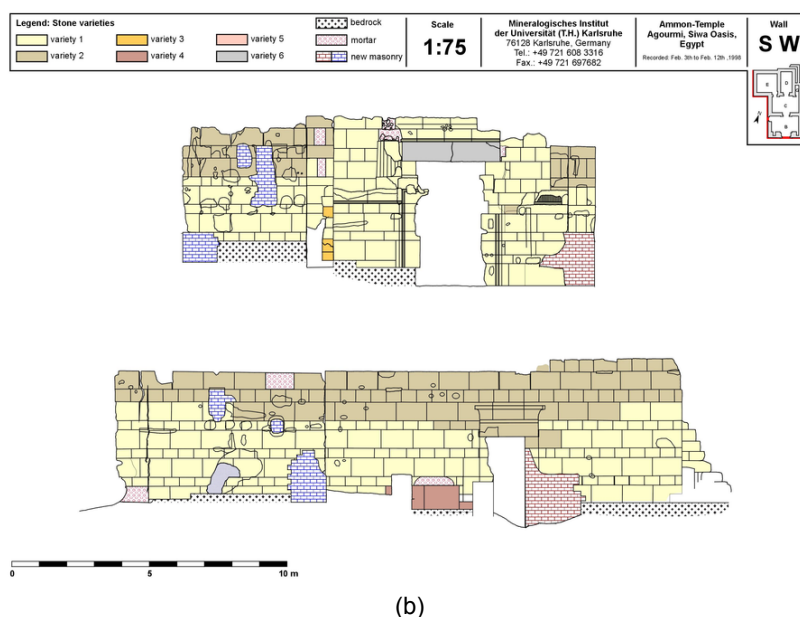 Legend: Stone varieties
variety 1
variety 2
variety 3
variety 4
variety 5
variety 6
bedrock
mortar
new masonry
Scale
1:75
Mineralogisches Institut
der Universität (T.H.) Karlsruhe
76128 Karlsruhe, Germany
Tel.: +49 721 608 3316
Fax.: +49 721 697682
Ammon-Temple
Agourmi, Siwa Oasis,
Egypt
Recorded: Feb. 3th to Feb. 12th ,1998
Wall
S W
E
D
C
B
N
0
5
10 m
(b)